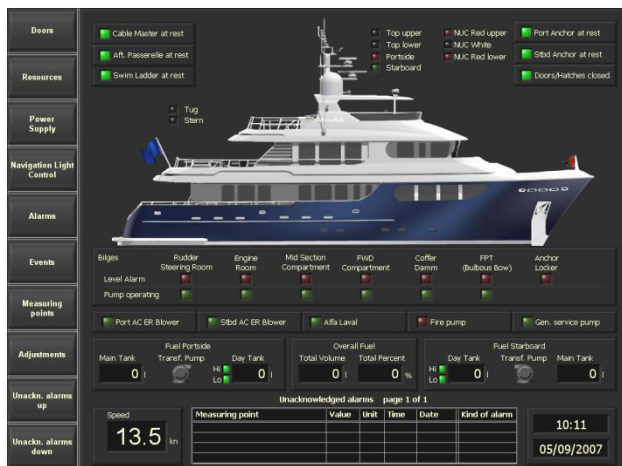 Doors
Resources
Power
Supply
Navigation Light
Control
Alarms
Events
Measuring
points
Adjustments
Unackn. alarms
up
Unackn. alarms
down
Cable Master at rest
Aft. Passerelle at rest
Swim Ladder at rest
Top upper
Top lower
Portside
Starboard
NUC Red upper
NUC White
NUC Red lower
Port Anchor at rest
Stbd Anchor at rest
Doors/Hatches closed
Tug
Stern
Bilges
Rudder
Steering Room
Engine
Room
Mid Section
Compartment
FWD
Compartment
Coffer
Damm
FPT
(Bulbous Bow)
Anchor
Locker
Level Alarm
Pump operating
Port AC ER Blower
Stbd AC ER Blower
Alfa Laval
Fire pump
Gen. service pump
Fuel Portside
Main Tank Transf. Pump Day Tank
0 l Hi Lo 0 l
Overall Fuel
Total Volume Total Percent
0 l 0 %
Fuel Starboard
Day Tank Transf. Pump Main Tank
Hi Lo 0 l 0 l
Unacknowledged alarms page 1 of 1
Speed
13.5 kn
Measuring point Value Unit Time Date Kind of alarm
10:11
05/09/2007